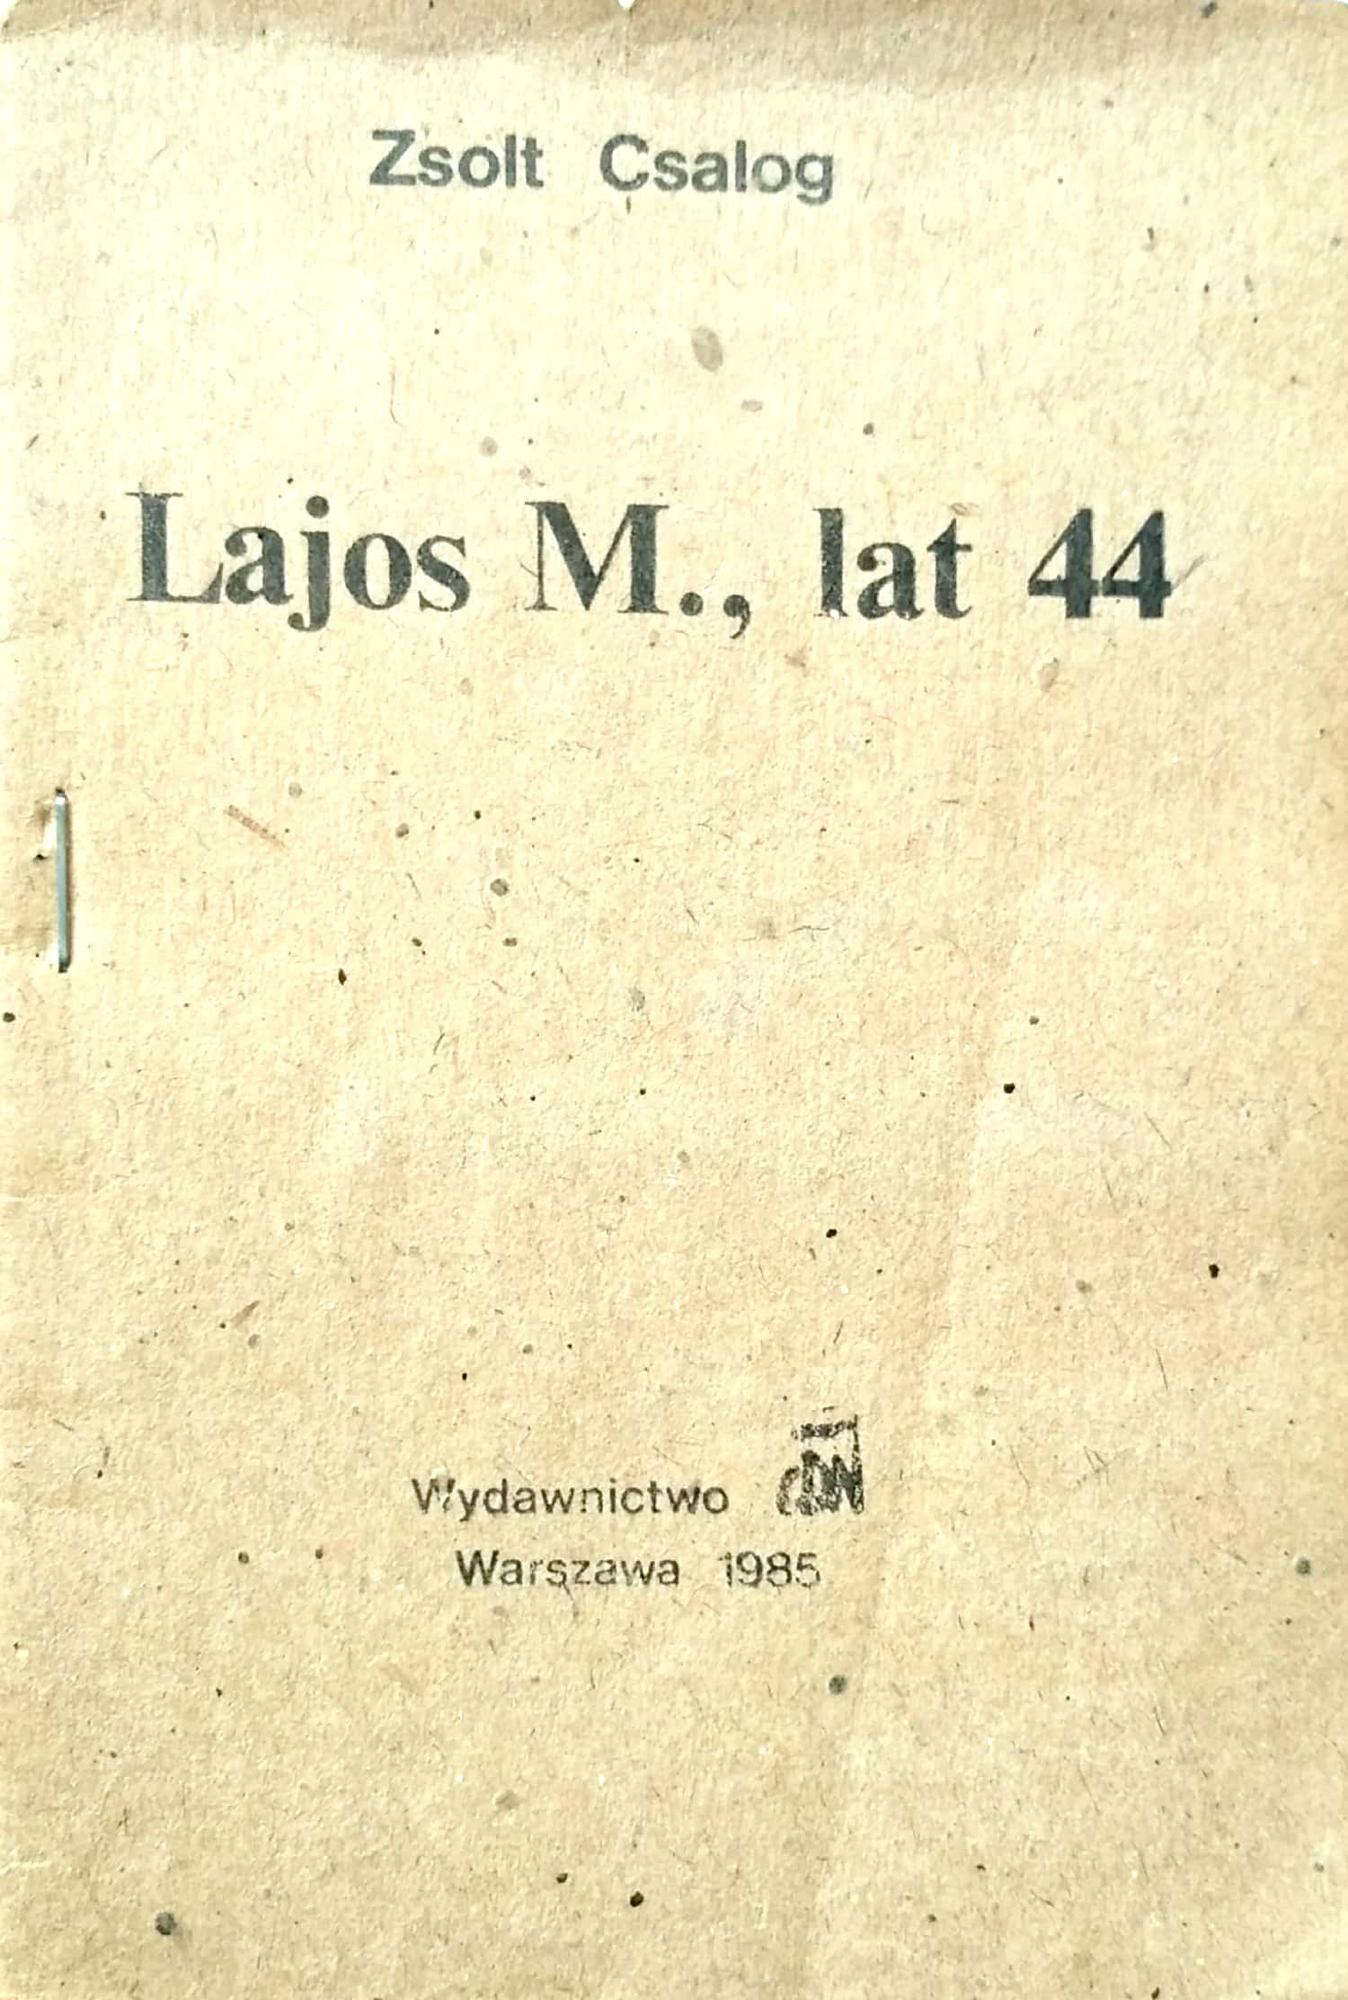 Zsolt Csalog
Lajos M., lat 44
Wydawnictwo CDN
Warszawa 1985